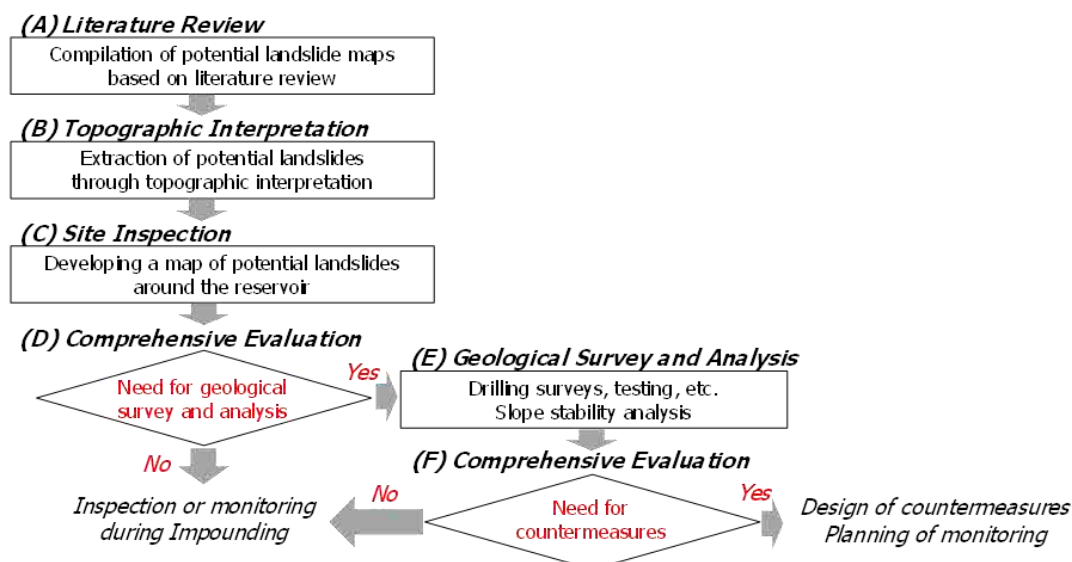 (A) Literature Review
Compilation of potential landslide maps
based on literature review
(B) Topographic Interpretation
Extraction of potential landslides
through topographic interpretation
(C) Site Inspection
Developing a map of potential landslides
around the reservoir
(D) Comprehensive Evaluation
Need for geological
survey and analysis
Yes
No
(E) Geological Survey and Analysis
Drilling surveys, testing, etc.
Slope stability analysis
(F) Comprehensive Evaluation
Need for
countermeasures
No
Yes
Inspection or monitoring
during Impounding
Design of countermeasures
Planning of monitoring